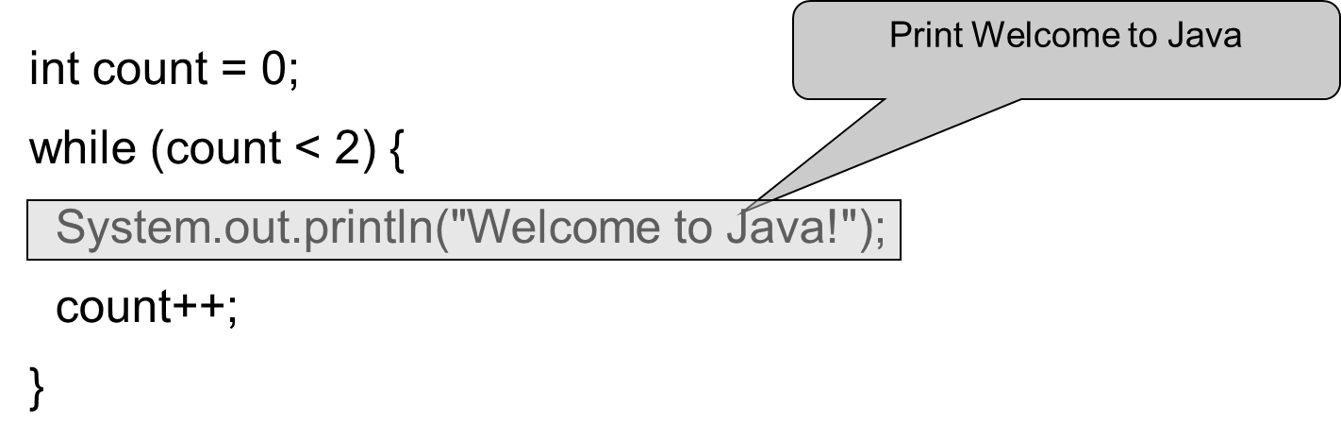 Print Welcome to Java
int count = 0;
while (count < 2) {
System.out.println("Welcome to Java!");
count++;
}